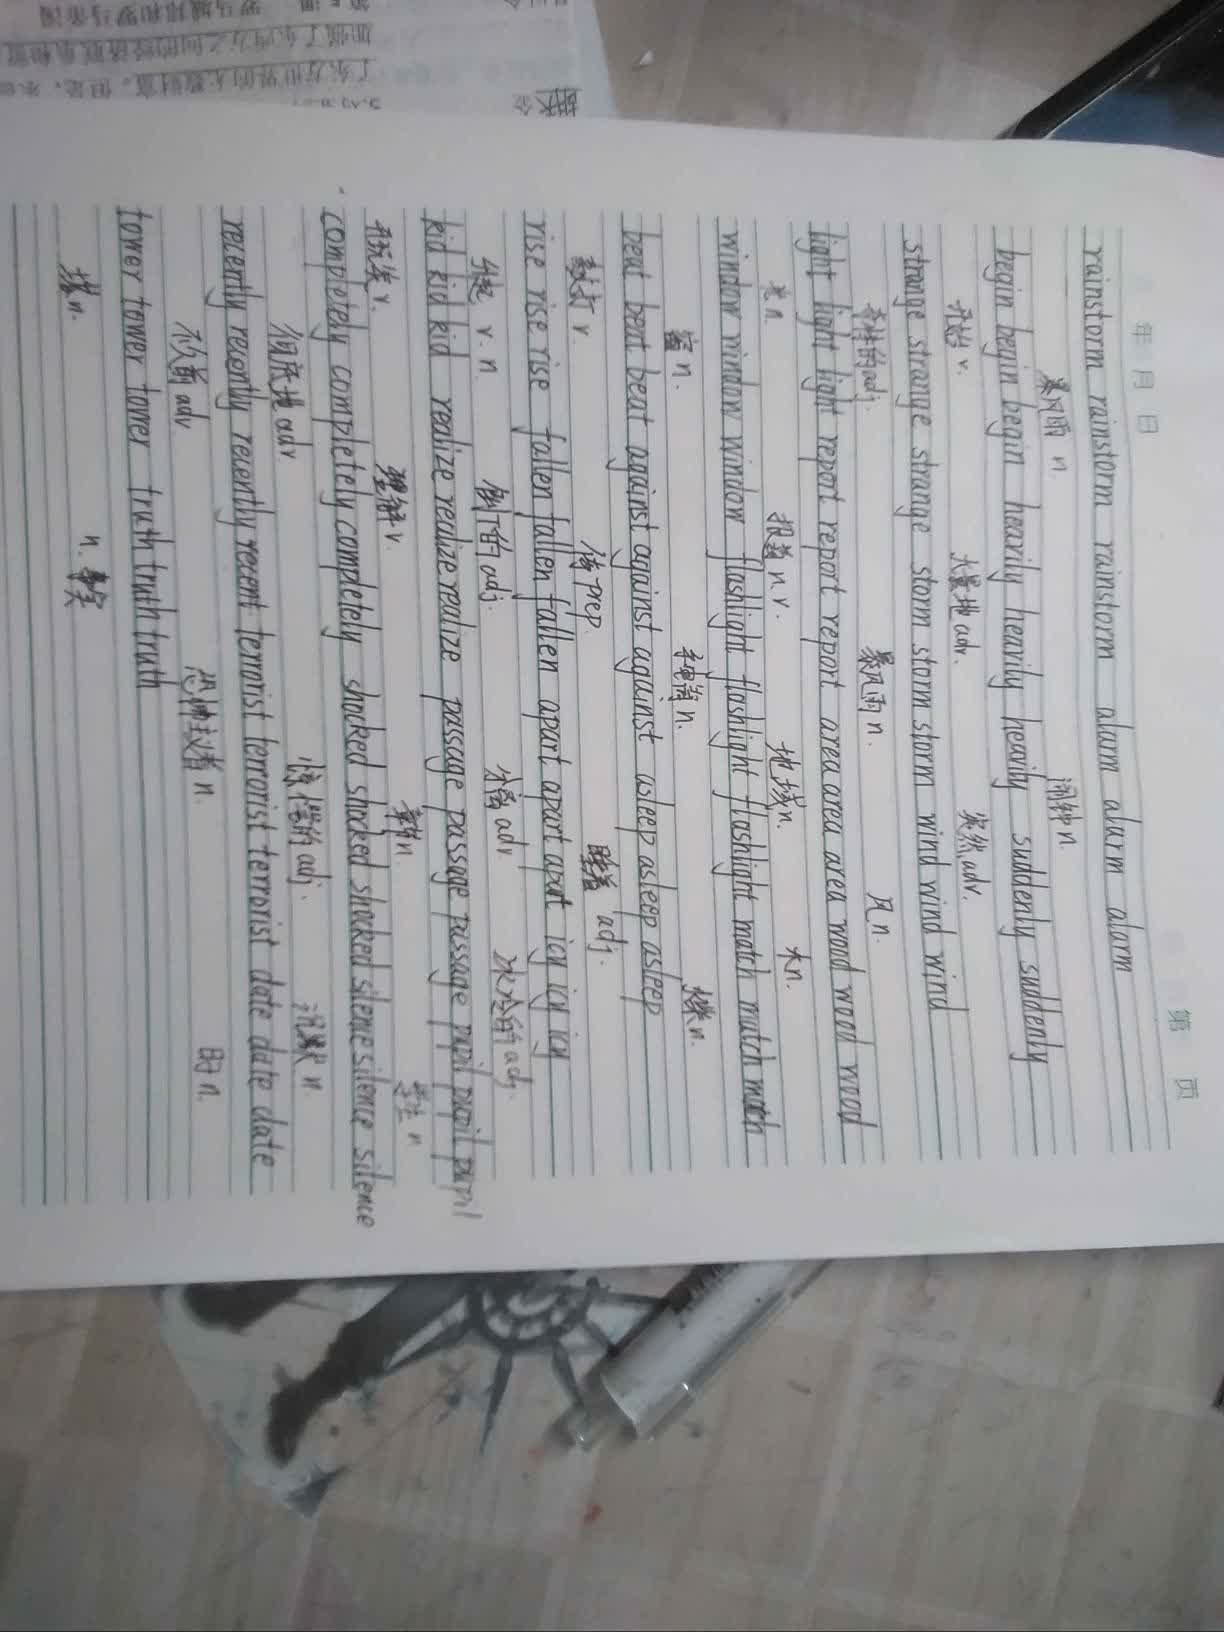 年 月 日
第 页
rainstorm rainstorm rainstorm alarm alarm alarm
暴风雨 n 闹钟 n.
begin begin begin heavily heavily heavily suddenly suddenly
开始 v. 大量地 adv. 突然 adv.
strange strange strange storm storm storm wind wind wind
奇怪的 adj. 暴风雨 n. 风 n.
light light light report report report area area area wood wood wood
光 n. 报道 n. v. 地域 n. 木 n.
window window window flashlight flashlight flashlight match match match
窗 n. 手电筒 n. 火柴 n.
beat beat beat against against against asleep asleep asleep
敲打 v 倚 prep. 睡着 adj.
rise rise rise fallen fallen fallen apart apart apart icy icy icy
升起 v. n 倒下的 adj. 分离 adv 冰冷的 adj.
kid kid kid realize realize realize passage passage passage pupil pupil pupil
开玩笑 v. 理解 v. 章节 n. 学生 n
completely completely completely shocked shocked shocked silence silence silence
彻底地 adv 惊愕的 adj. 沉默 n.
recently recently recent terrorist terrorist terrorist date date date
不久前 adv 恐怖主义者 n. 日 n.
tower tower tower truth truth truth
塔 n. n. 事实